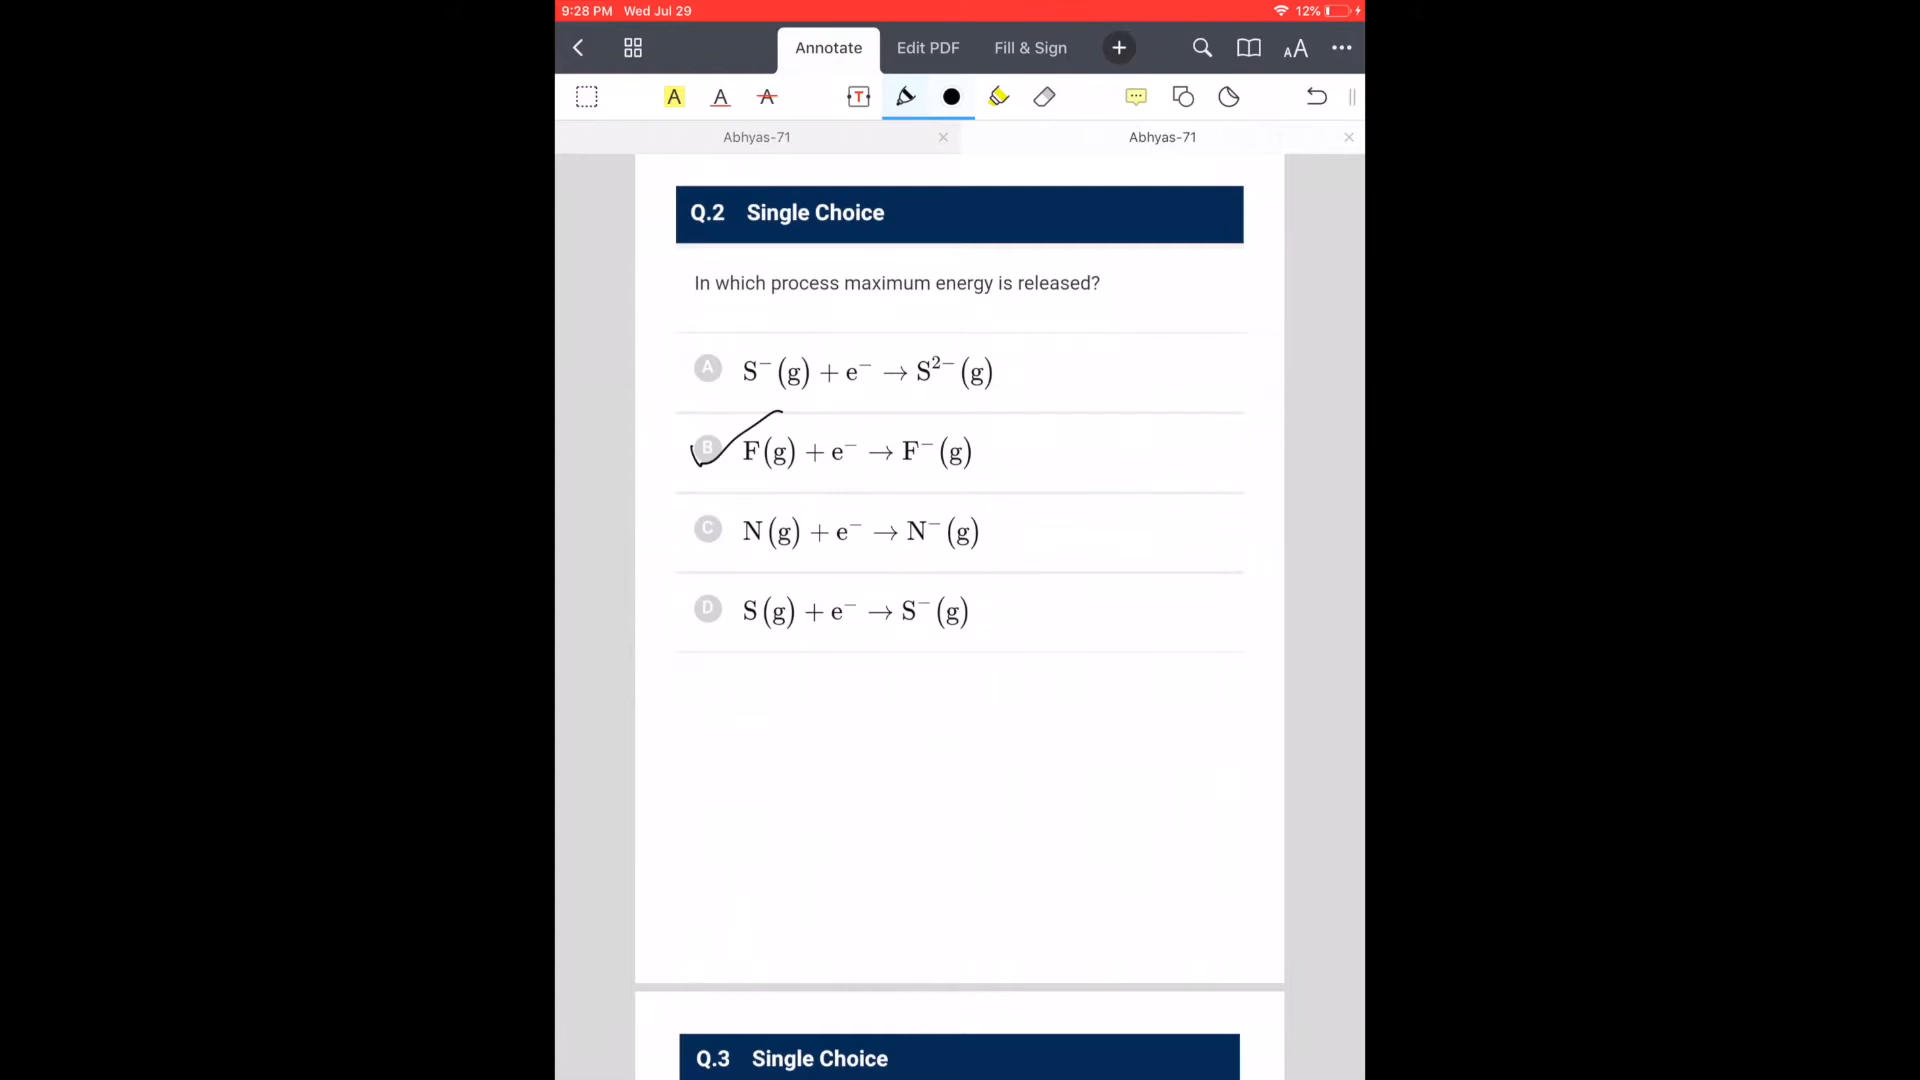 9:28 PM Wed Jul 29 12%
Annotate Edit PDF Fill & Sign
Abhyas-71 Abhyas-71
Q.2 Single Choice
In which process maximum energy is released?
A S⁻(g) + e⁻ → S²⁻(g)
B F(g) + e⁻ → F⁻(g)
C N(g) + e⁻ → N⁻(g)
D S(g) + e⁻ → S⁻(g)
Q.3 Single Choice